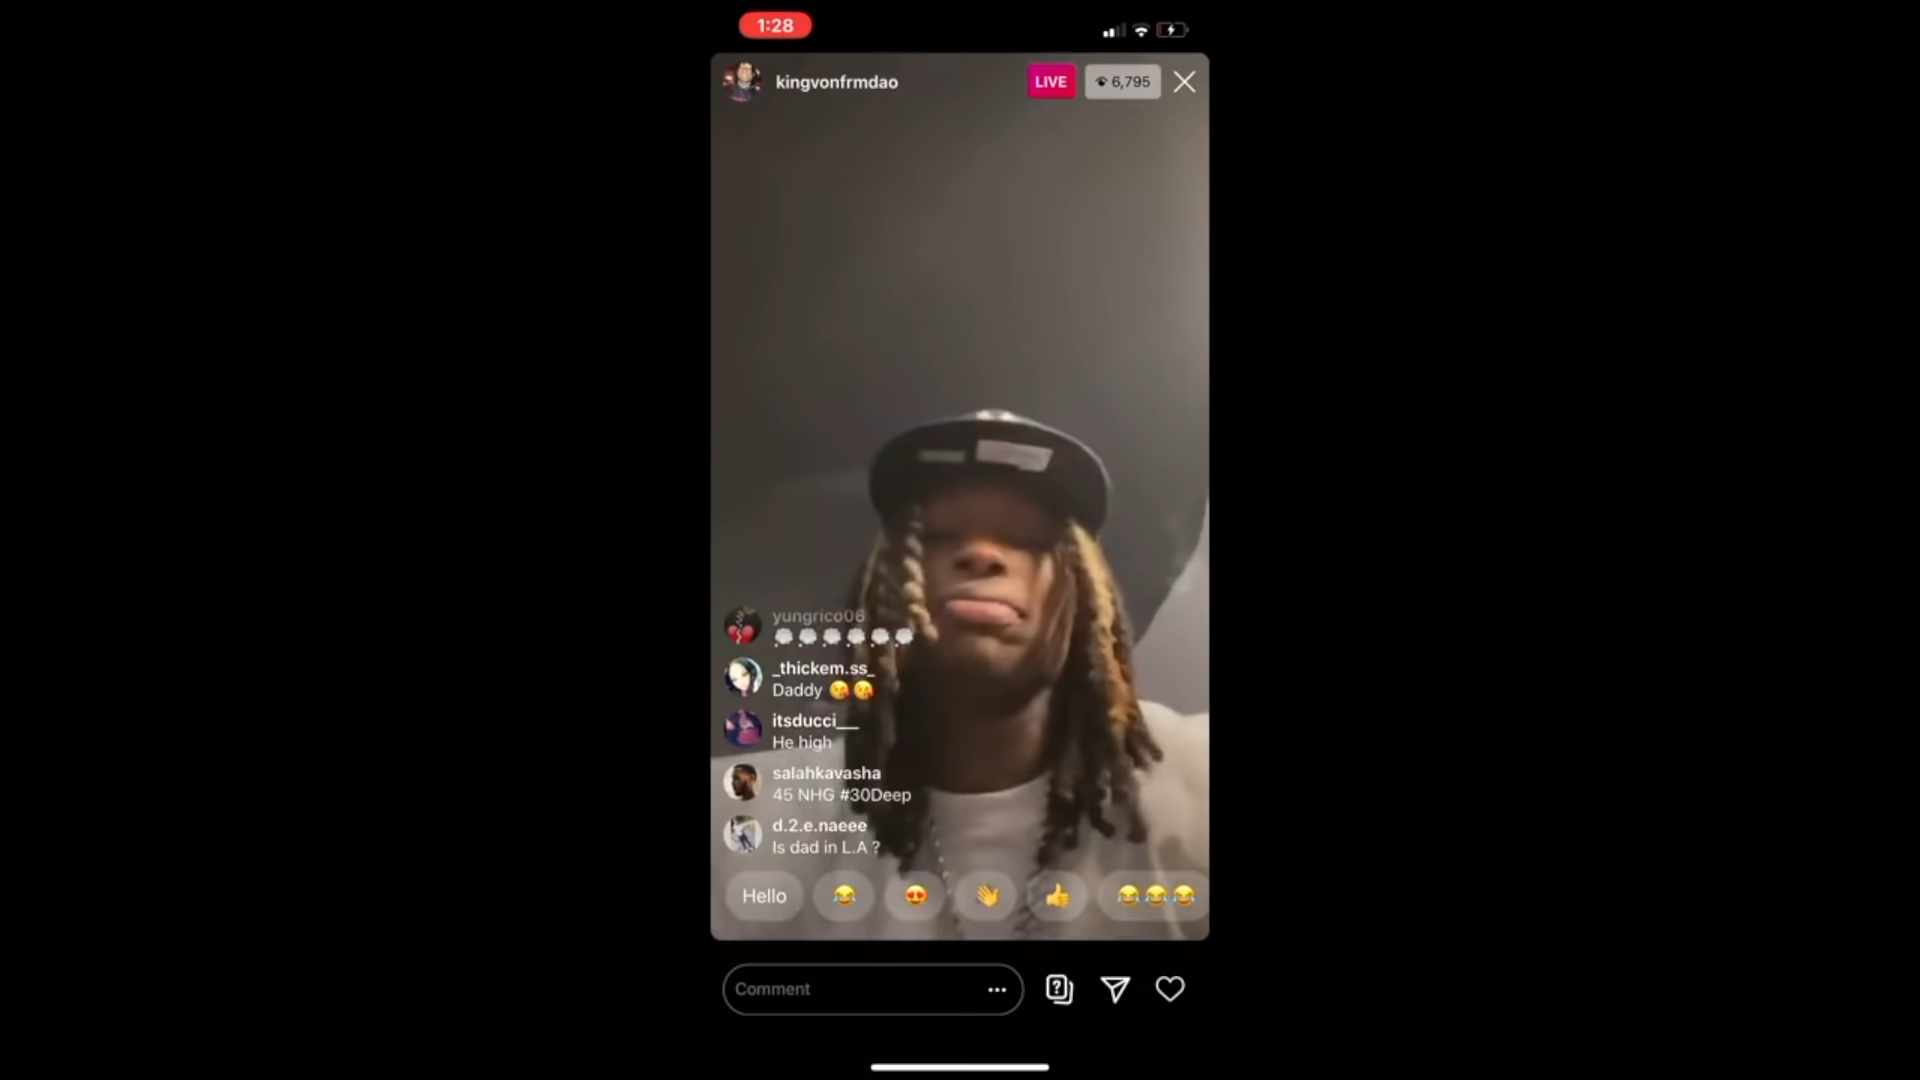 1:28
kingvonfrmdao
LIVE
6,795
yungrico06
💭💭💭💭💭💭
_thickem.ss_
Daddy 😘😘
itsducci___
He high
salahkavasha
45 NHG #30Deep
d.2.e.naeee
Is dad in L.A ?
Hello 😂 😍 👋 👍 😂😂😂
Comment